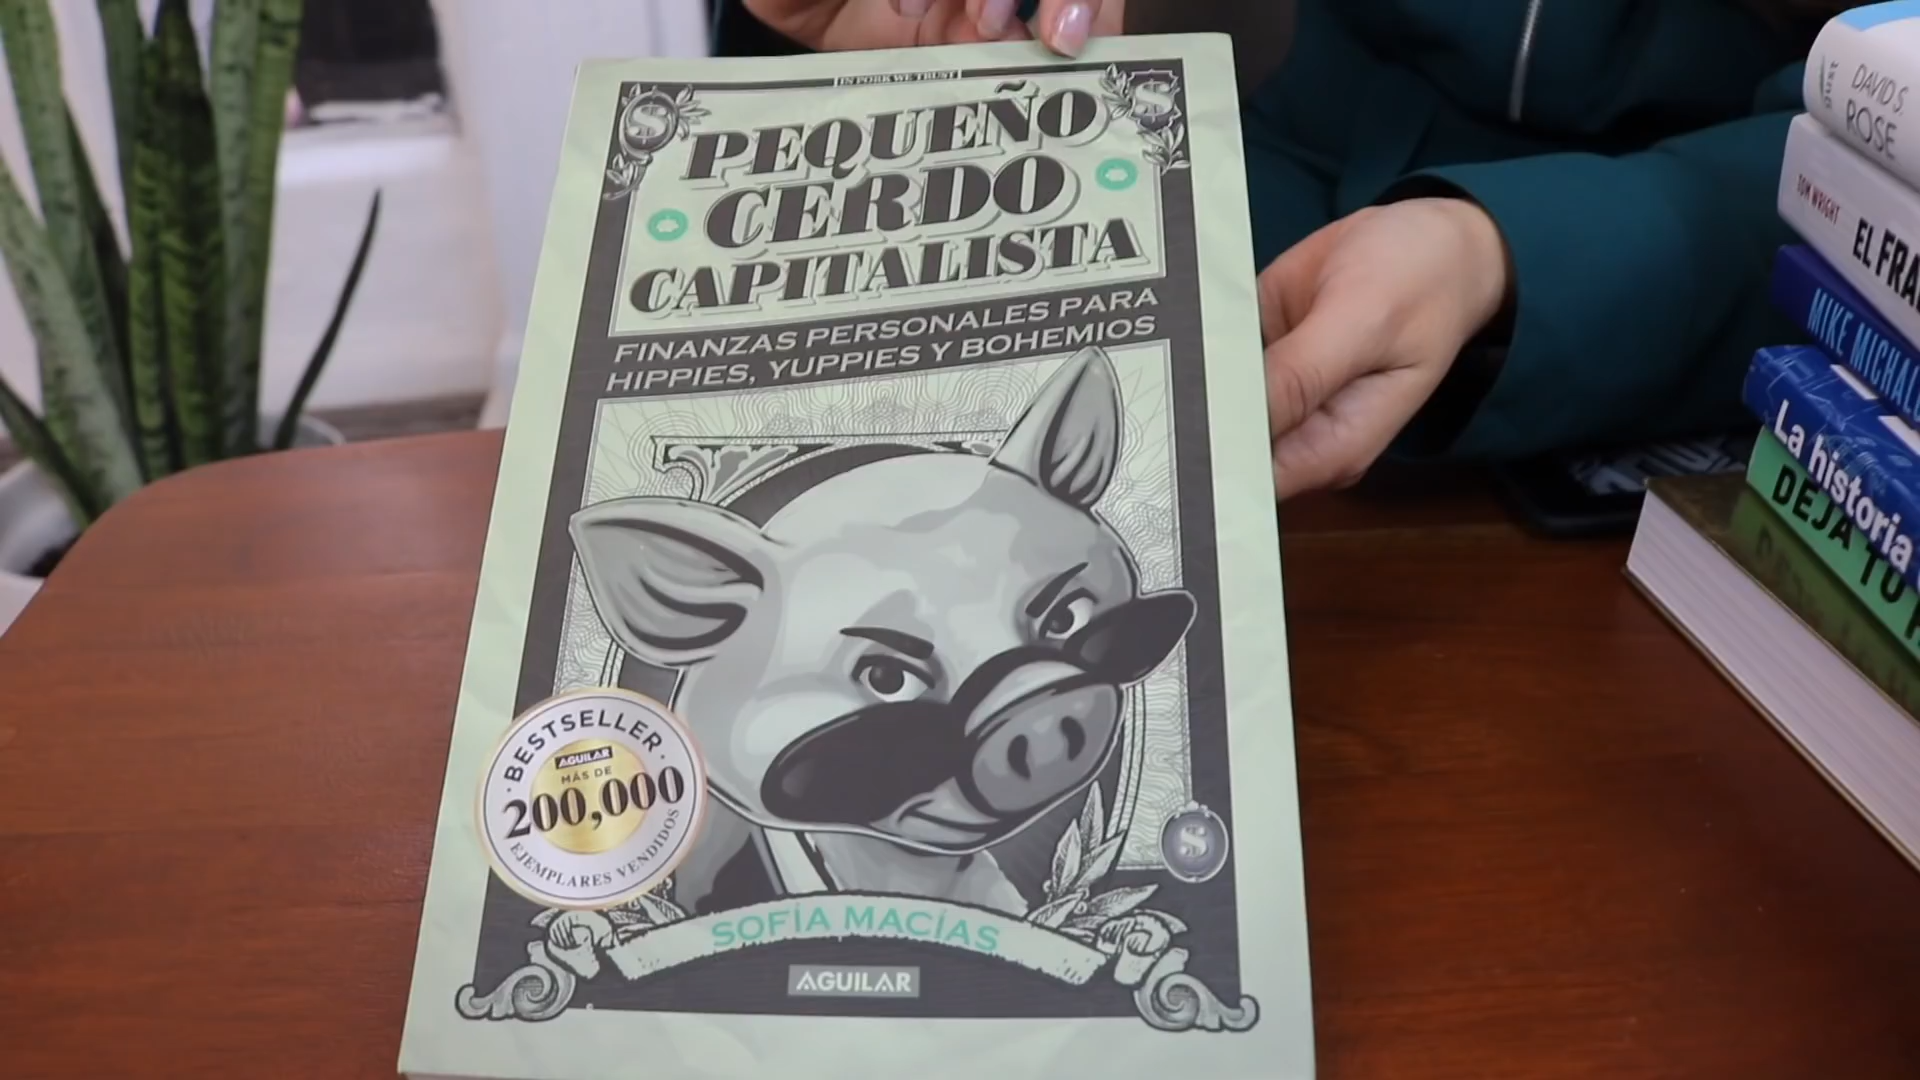 IN PORK WE TRUST
PEQUEÑO
CERDO
CAPITALISTA
FINANZAS PERSONALES PARA
HIPPIES, YUPPIES Y BOHEMIOS
BESTSELLER
AGUILAR
MÁS DE
200,000
EJEMPLARES VENDIDOS
SOFÍA MACÍAS
AGUILAR
DAVID S.
ROSE
TOM WRIGHT
EL FRA
MIKE MICHALO
La historia
DEJA TU